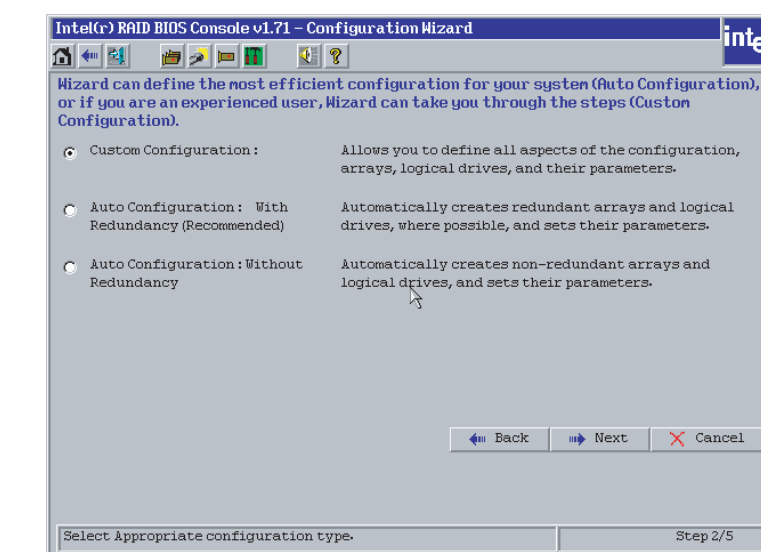 Intel(r) RAID BIOS Console v1.71 - Configuration Wizard
inte
Wizard can define the most efficient configuration for your system (Auto Configuration),
or if you are an experienced user, Wizard can take you through the steps (Custom
Configuration).
Custom Configuration: Allows you to define all aspects of the configuration,
arrays, logical drives, and their parameters.
Auto Configuration: With Automatically creates redundant arrays and logical
Redundancy (Recommended) drives, where possible, and sets their parameters.
Auto Configuration: Without Automatically creates non-redundant arrays and
Redundancy logical drives, and sets their parameters.
Back Next Cancel
Select Appropriate configuration type. Step 2/5